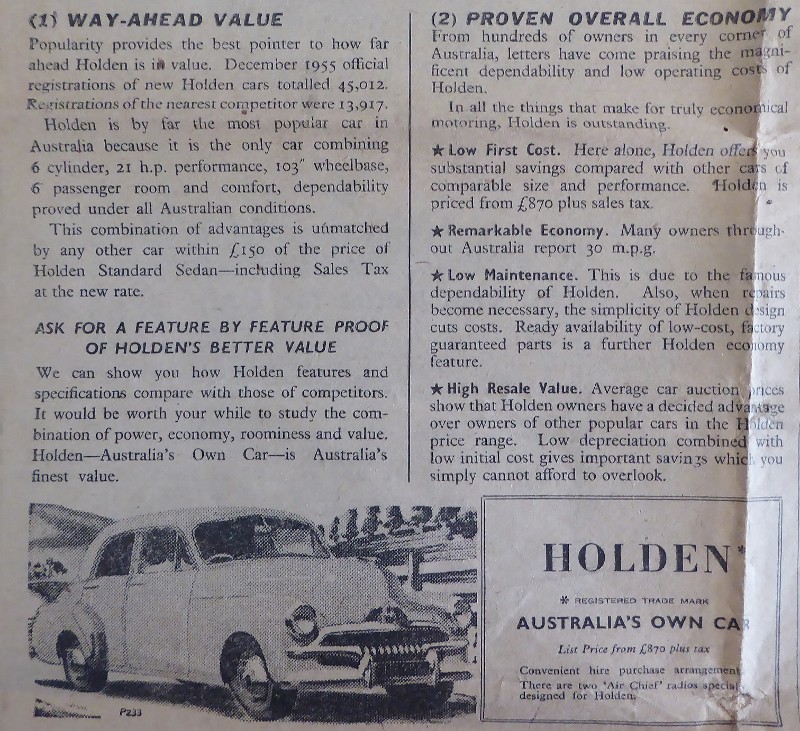 (1) WAY-AHEAD VALUE
Popularity provides the best pointer to how far
ahead Holden is in value. December 1955 official
registrations of new Holden cars totalled 45,012.
Registrations of the nearest competitor were 13,917.
Holden is by far the most popular car in
Australia because it is the only car combining
6 cylinder, 21 h.p. performance, 103" wheelbase,
6 passenger room and comfort, dependability
proved under all Australian conditions.
This combination of advantages is unmatched
by any other car within £150 of the price of
Holden Standard Sedan—including Sales Tax
at the new rate.
ASK FOR A FEATURE BY FEATURE PROOF
OF HOLDEN'S BETTER VALUE
We can show you how Holden features and
specifications compare with those of competitors.
It would be worth your while to study the com-
bination of power, economy, roominess and value.
Holden—Australia's Own Car—is Australia's
finest value.
(2) PROVEN OVERALL ECONOMY
From hundreds of owners in every corner of
Australia, letters have come praising the magni-
ficent dependability and low operating costs of
Holden.
In all the things that make for truly economical
motoring, Holden is outstanding.
★ Low First Cost. Here alone, Holden offers you
substantial savings compared with other cars of
comparable size and performance. Holden is
priced from £870 plus sales tax.
★ Remarkable Economy. Many owners through-
out Australia report 30 m.p.g.
★ Low Maintenance. This is due to the famous
dependability of Holden. Also, when repairs
become necessary, the simplicity of Holden design
cuts costs. Ready availability of low-cost, factory
guaranteed parts is a further Holden economy
feature.
★ High Resale Value. Average car auction prices
show that Holden owners have a decided advantage
over owners of other popular cars in the Holden
price range. Low depreciation combined with
low initial cost gives important savings which you
simply cannot afford to overlook.
P233
HOLDEN*
* REGISTERED TRADE MARK
AUSTRALIA'S OWN CAR
List Price from £870 plus tax
Convenient hire purchase arrangement
There are two 'Air Chief' radios special
designed for Holden.